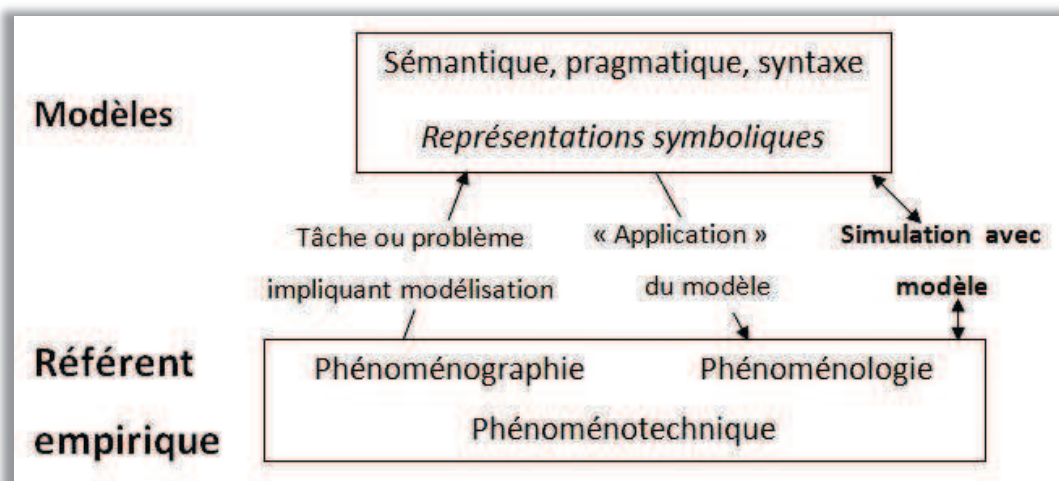 Sémantique, pragmatique, syntaxe
Modèles
Représentations symboliques
Tâche ou problème
impliquant modélisation
« Application »
du modèle
Simulation avec
modèle
Référent
empirique
Phénoménographie
Phénoménologie
Phénoménotechnique